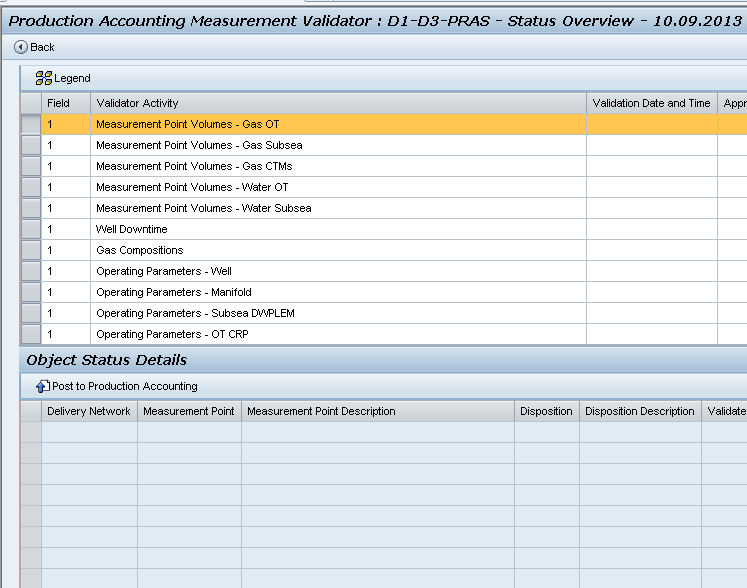 Production Accounting Measurement Validator : D1-D3-PRAS - Status Overview - 10.09.2013
Back
Legend
Field Validator Activity Validation Date and Time Appr
1 Measurement Point Volumes - Gas OT
1 Measurement Point Volumes - Gas Subsea
1 Measurement Point Volumes - Gas CTMs
1 Measurement Point Volumes - Water OT
1 Measurement Point Volumes - Water Subsea
1 Well Downtime
1 Gas Compositions
1 Operating Parameters - Well
1 Operating Parameters - Manifold
1 Operating Parameters - Subsea DWPLEM
1 Operating Parameters - OT CRP
Object Status Details
Post to Production Accounting
Delivery Network Measurement Point Measurement Point Description Disposition Disposition Description Validate